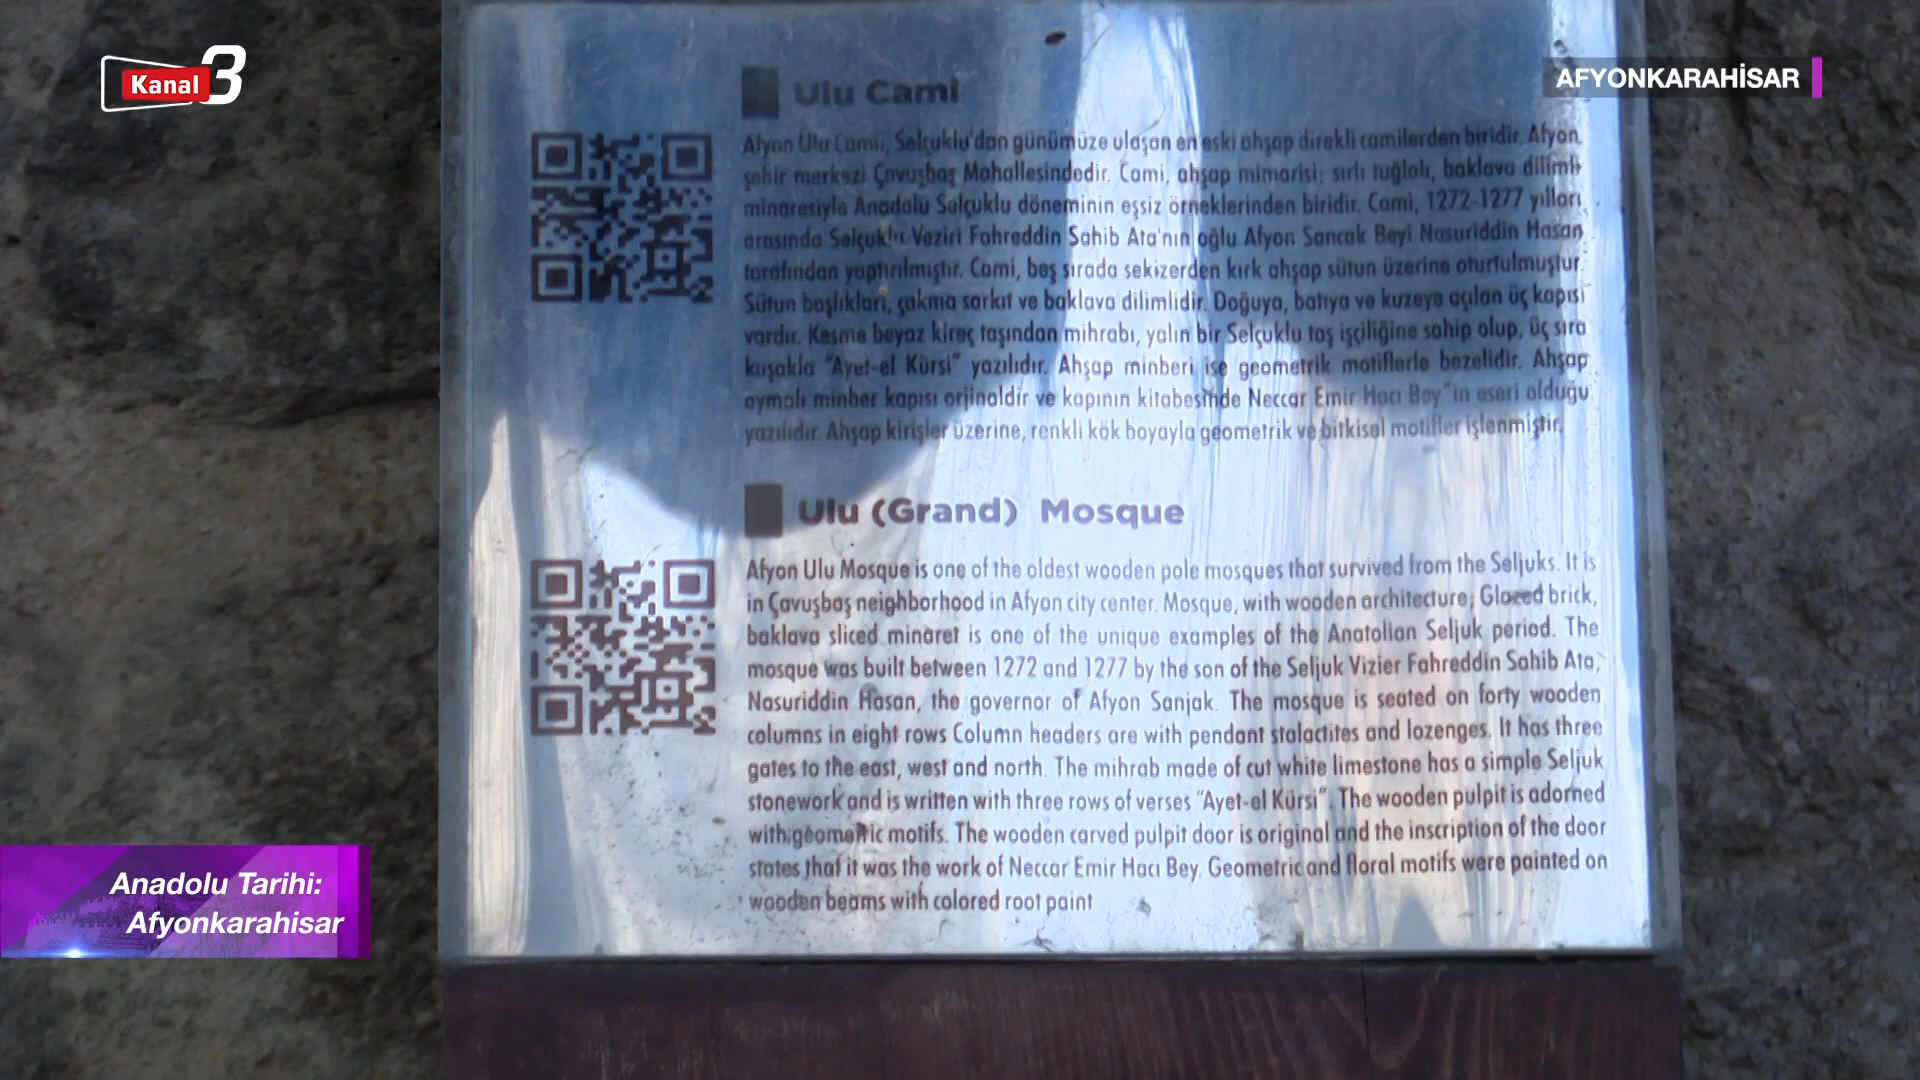 Kanal 3
AFYONKARAHİSAR
Ulu Cami
Afyon Ulu Camii, Selçuklu'dan günümüze ulaşan en eski ahşap direkli camilerden biridir. Afyon
şehir merkezi Çavuşbaş Mahallesindedir. Cami, ahşap mimarisi; sırlı tuğlalı, baklava dilimli
minaresiyle Anadolu Selçuklu döneminin eşsiz örneklerinden biridir. Cami, 1272-1277 yılları
arasında Selçuklu Veziri Fahreddin Sahib Ata'nın oğlu Afyon Sancak Beyi Nasuriddin Hasan
tarafından yaptırılmıştır. Cami, beş sırada sekizerden kırk ahşap sütun üzerine oturtulmuştur.
Sütun başlıkları, çakma sarkıt ve baklava dilimlidir. Doğuya, batıya ve kuzeye açılan üç kapısı
vardır. Kesme beyaz kireç taşından mihrabı, yalın bir Selçuklu taş işçiliğine sahip olup, üç sıra
kuşakla "Ayet-el Kürsi" yazılıdır. Ahşap minberi ise geometrik motiflerle bezelidir. Ahşap
oymalı minber kapısı orjinaldir ve kapının kitabesinde Neccar Emir Hacı Bey"in eseri olduğu
yazılıdır. Ahşap kirişler üzerine, renkli kök boyayla geometrik ve bitkisel motifler işlenmiştir.
Ulu (Grand) Mosque
Afyon Ulu Mosque is one of the oldest wooden pole mosques that survived from the Seljuks. It is
in Çavuşbaş neighborhood in Afyon city center. Mosque, with wooden architecture; Glazed brick,
baklava sliced minaret is one of the unique examples of the Anatolian Seljuk period. The
mosque was built between 1272 and 1277 by the son of the Seljuk Vizier Fahreddin Sahib Ata,
Nasuriddin Hasan, the governor of Afyon Sanjak. The mosque is seated on forty wooden
columns in eight rows Column headers are with pendant stalactites and lozenges. It has three
gates to the east, west and north. The mihrab made of cut white limestone has a simple Seljuk
stonework and is written with three rows of verses "Ayet-el Kürsi". The wooden pulpit is adorned
with geometric motifs. The wooden carved pulpit door is original and the inscription of the door
states that it was the work of Neccar Emir Hacı Bey. Geometric and floral motifs were painted on
wooden beams with colored root paint
Anadolu Tarihi:
Afyonkarahisar